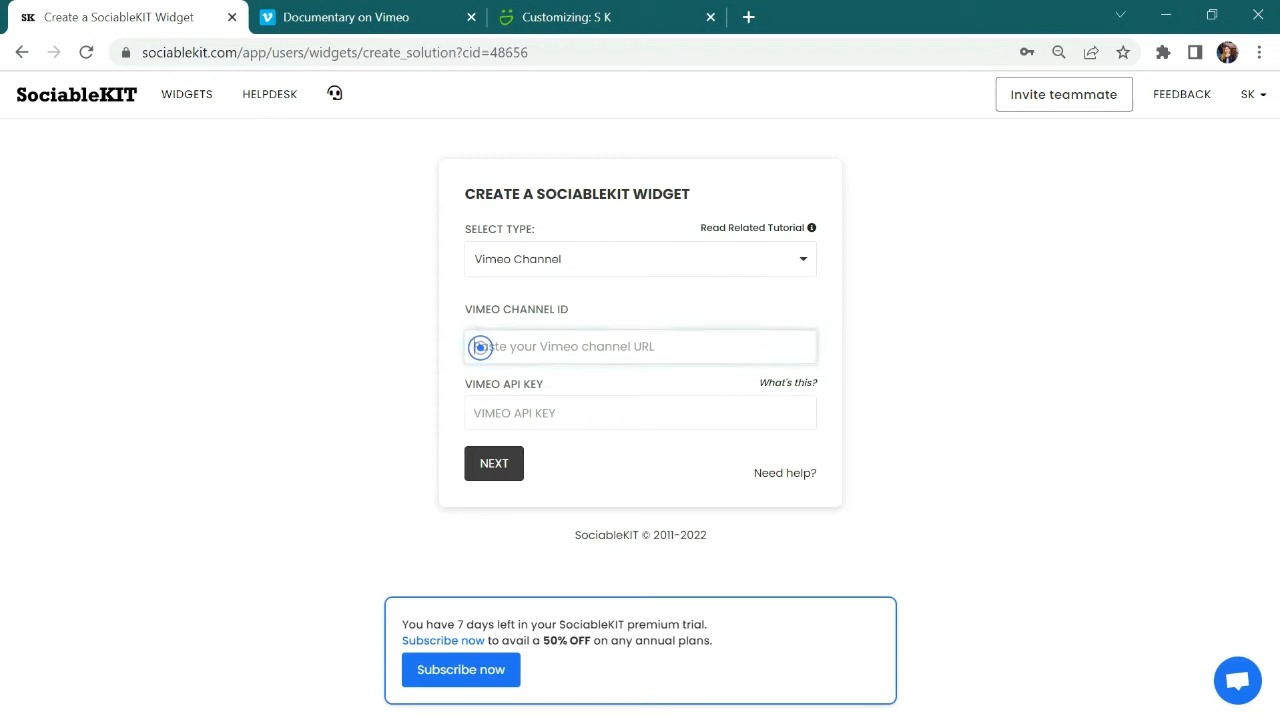 SK Create a SociableKIT Widget
Documentary on Vimeo
Customizing: S K
sociablekit.com/app/users/widgets/create_solution?cid=48656
SociableKIT WIDGETS HELPDESK Invite teammate FEEDBACK SK
CREATE A SOCIABLEKIT WIDGET
SELECT TYPE: Read Related Tutorial
Vimeo Channel
VIMEO CHANNEL ID
Paste your Vimeo channel URL
VIMEO API KEY What's this?
VIMEO API KEY
NEXT
Need help?
SociableKIT © 2011-2022
You have 7 days left in your SociableKIT premium trial.
Subscribe now to avail a 50% OFF on any annual plans.
Subscribe now